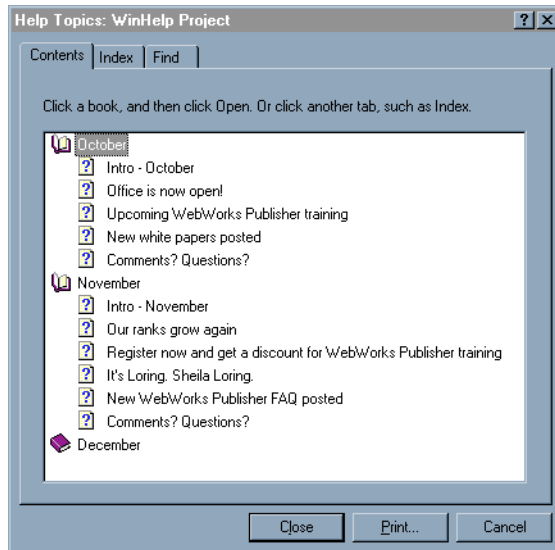 Help Topics: WinHelp Project
Contents Index Find
Click a book, and then click Open. Or click another tab, such as Index.
October
Intro - October
Office is now open!
Upcoming WebWorks Publisher training
New white papers posted
Comments? Questions?
November
Intro - November
Our ranks grow again
Register now and get a discount for WebWorks Publisher training
It's Loring. Sheila Loring.
New WebWorks Publisher FAQ posted
Comments? Questions?
December
Close Print... Cancel